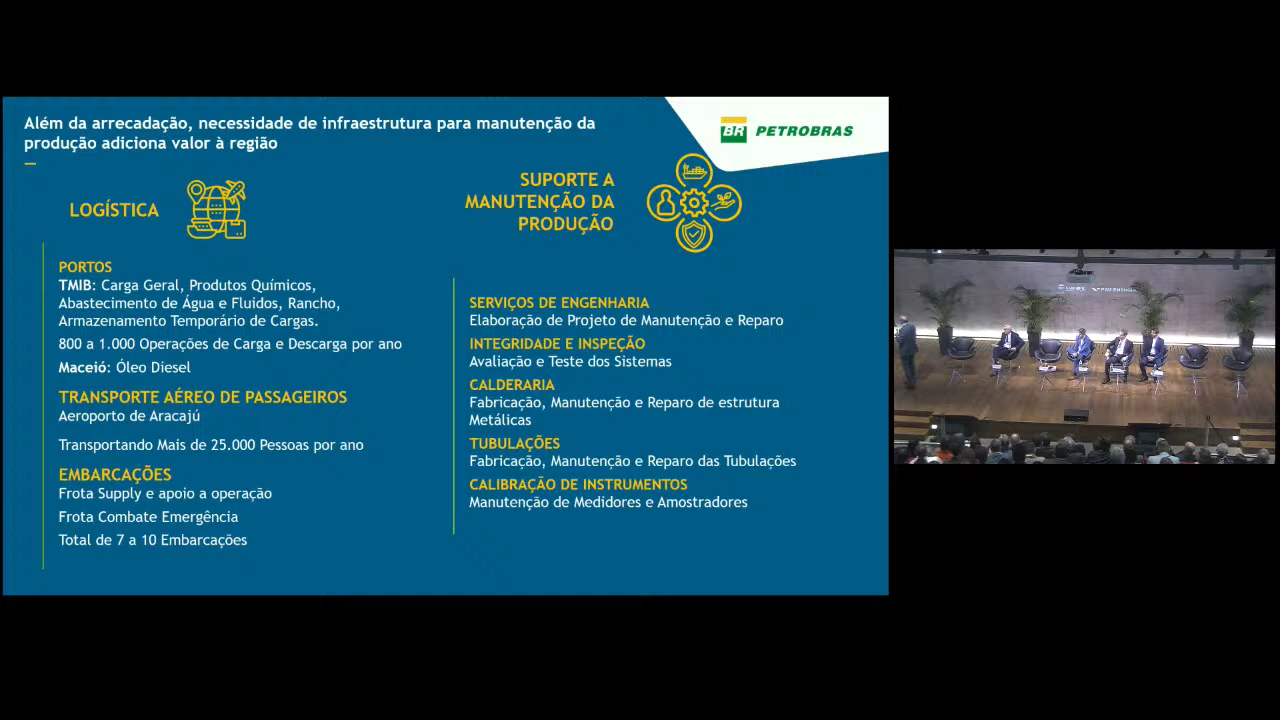 Além da arrecadação, necessidade de infraestrutura para manutenção da
produção adiciona valor à região
BR PETROBRAS
LOGÍSTICA
PORTOS
TMIB: Carga Geral, Produtos Químicos,
Abastecimento de Água e Fluidos, Rancho,
Armazenamento Temporário de Cargas.
800 a 1.000 Operações de Carga e Descarga por ano
Maceió: Óleo Diesel
TRANSPORTE AÉREO DE PASSAGEIROS
Aeroporto de Aracajú
Transportando Mais de 25.000 Pessoas por ano
EMBARCAÇÕES
Frota Supply e apoio a operação
Frota Combate Emergência
Total de 7 a 10 Embarcações
SUPORTE A
MANUTENÇÃO DA
PRODUÇÃO
SERVIÇOS DE ENGENHARIA
Elaboração de Projeto de Manutenção e Reparo
INTEGRIDADE E INSPEÇÃO
Avaliação e Teste dos Sistemas
CALDERARIA
Fabricação, Manutenção e Reparo de estrutura
Metálicas
TUBULAÇÕES
Fabricação, Manutenção e Reparo das Tubulações
CALIBRAÇÃO DE INSTRUMENTOS
Manutenção de Medidores e Amostradores